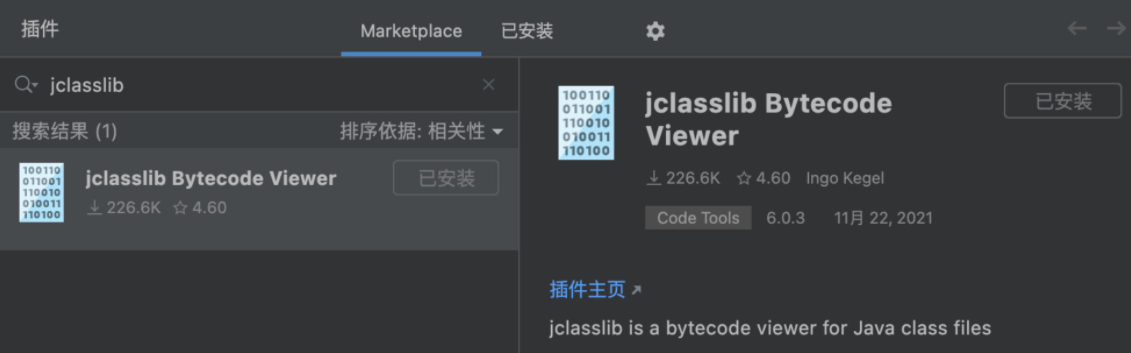 插件
Marketplace
已安装
jclasslib
搜索结果 (1)
排序依据: 相关性
100110
011001
110010
010011
110100
jclasslib Bytecode Viewer
226.6K 4.60
已安装
100110
011001
110010
010011
110100
jclasslib Bytecode
Viewer
已安装
226.6K 4.60 Ingo Kegel
Code Tools 6.0.3 11月 22, 2021
插件主页
jclasslib is a bytecode viewer for Java class files